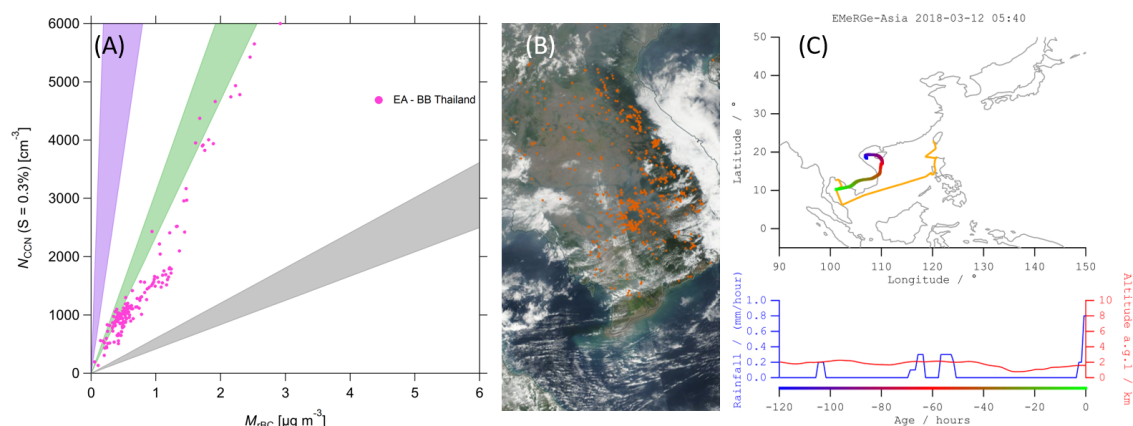 (A)
6000
5000
4000
3000
2000
1000
0
N_CCN (S = 0.3%) [cm⁻³]
EA - BB Thailand
0 1 2 3 4 5 6
M_rBC [µg m⁻³]
(B)
EMeRGe-Asia 2018-03-12 05:40
(C)
50
40
30
20
10
0
Latitude / °
90 100 110 120 130 140 150
Longitude / °
1.0
0.8
0.6
0.4
0.2
0.0
Rainfall / (mm/hour)
10
8
6
4
2
0
Altitude a.g.l / km
-120 -100 -80 -60 -40 -20 0
Age / hours